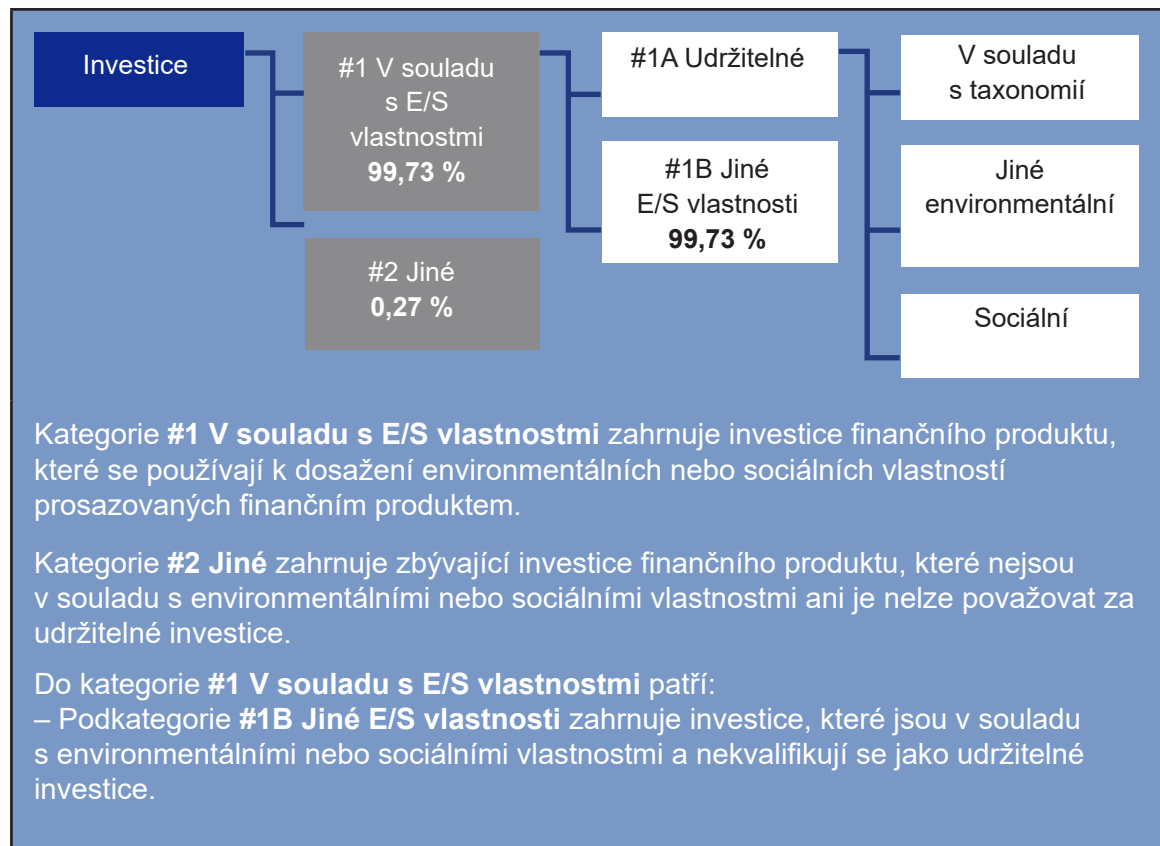 Investice
#1 V souladu
s E/S
vlastnostmi
99,73 %
#2 Jiné
0,27 %
#1A Udržitelné
#1B Jiné
E/S vlastnosti
99,73 %
V souladu
s taxonomií
Jiné
environmentální
Sociální
Kategorie #1 V souladu s E/S vlastnostmi zahrnuje investice finančního produktu,
které se používají k dosažení environmentálních nebo sociálních vlastností
prosazovaných finančním produktem.
Kategorie #2 Jiné zahrnuje zbývající investice finančního produktu, které nejsou
v souladu s environmentálními nebo sociálními vlastnostmi ani je nelze považovat za
udržitelné investice.
Do kategorie #1 V souladu s E/S vlastnostmi patří:
– Podkategorie #1B Jiné E/S vlastnosti zahrnuje investice, které jsou v souladu
s environmentálními nebo sociálními vlastnostmi a nekvalifikují se jako udržitelné
investice.